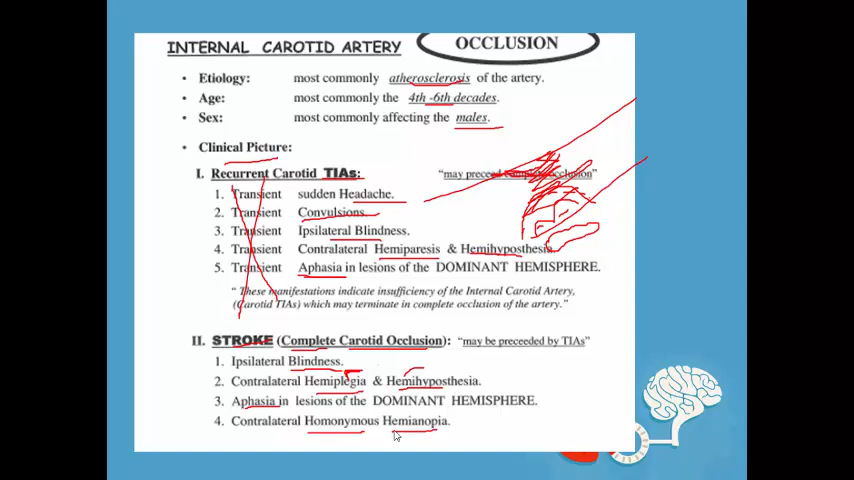 INTERNAL CAROTID ARTERY OCCLUSION
• Etiology: most commonly atherosclerosis of the artery.
• Age: most commonly the 4th -6th decades.
• Sex: most commonly affecting the males.
• Clinical Picture:
I. Recurrent Carotid TIAs: "may preceed complete occlusion"
1. Transient sudden Headache.
2. Transient Convulsions.
3. Transient Ipsilateral Blindness.
4. Transient Contralateral Hemiparesis & Hemihyposthesia.
5. Transient Aphasia in lesions of the DOMINANT HEMISPHERE.
" These manifestations indicate insufficiency of the Internal Carotid Artery,
(Carotid TIAs) which may terminate in complete occlusion of the artery."
II. STROKE (Complete Carotid Occlusion): "may be preceeded by TIAs"
1. Ipsilateral Blindness.
2. Contralateral Hemiplegia & Hemihyposthesia.
3. Aphasia in lesions of the DOMINANT HEMISPHERE.
4. Contralateral Homonymous Hemianopia.